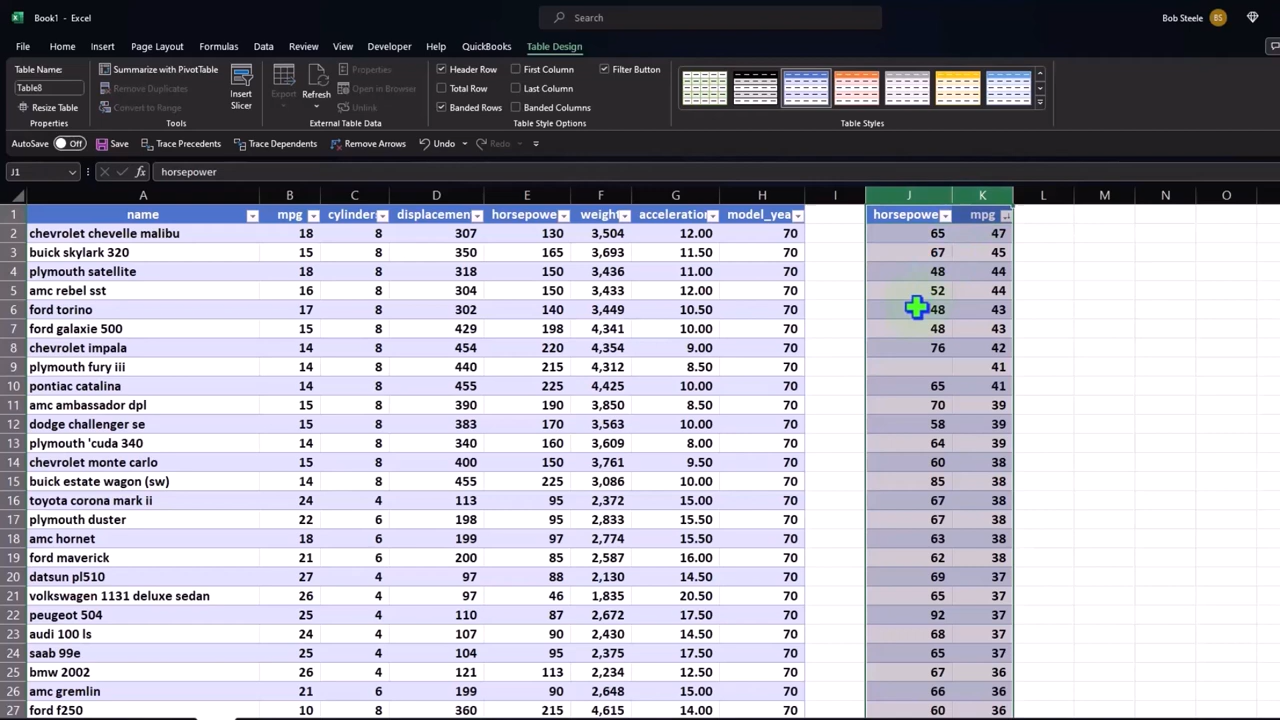 Book1 - Excel
Search
Bob Steele
BS
File Home Insert Page Layout Formulas Data Review View Developer Help QuickBooks Table Design
Table Name:
Table8
Resize Table
Properties
Summarize with PivotTable
Remove Duplicates
Convert to Range
Tools
Insert
Slicer
Export
Refresh
Properties
Open in Browser
Unlink
External Table Data
Header Row First Column Filter Button
Total Row Last Column
Banded Rows Banded Columns
Table Style Options
Table Styles
AutoSave Off Save Trace Precedents Trace Dependents Remove Arrows Undo Redo
J1 fx horsepower
A B C D E F G H I J K L M N O
1 name mpg cylinder displacemen horsepowe weight acceleratio model_yea horsepowe mpg
2 chevrolet chevelle malibu 18 8 307 130 3,504 12.00 70 65 47
3 buick skylark 320 15 8 350 165 3,693 11.50 70 67 45
4 plymouth satellite 18 8 318 150 3,436 11.00 70 48 44
5 amc rebel sst 16 8 304 150 3,433 12.00 70 52 44
6 ford torino 17 8 302 140 3,449 10.50 70 48 43
7 ford galaxie 500 15 8 429 198 4,341 10.00 70 48 43
8 chevrolet impala 14 8 454 220 4,354 9.00 70 76 42
9 plymouth fury iii 14 8 440 215 4,312 8.50 70 41
10 pontiac catalina 14 8 455 225 4,425 10.00 70 65 41
11 amc ambassador dpl 15 8 390 190 3,850 8.50 70 70 39
12 dodge challenger se 15 8 383 170 3,563 10.00 70 58 39
13 plymouth 'cuda 340 14 8 340 160 3,609 8.00 70 64 39
14 chevrolet monte carlo 15 8 400 150 3,761 9.50 70 60 38
15 buick estate wagon (sw) 14 8 455 225 3,086 10.00 70 85 38
16 toyota corona mark ii 24 4 113 95 2,372 15.00 70 67 38
17 plymouth duster 22 6 198 95 2,833 15.50 70 67 38
18 amc hornet 18 6 199 97 2,774 15.50 70 63 38
19 ford maverick 21 6 200 85 2,587 16.00 70 62 38
20 datsun pl510 27 4 97 88 2,130 14.50 70 69 37
21 volkswagen 1131 deluxe sedan 26 4 97 46 1,835 20.50 70 65 37
22 peugeot 504 25 4 110 87 2,672 17.50 70 92 37
23 audi 100 ls 24 4 107 90 2,430 14.50 70 68 37
24 saab 99e 25 4 104 95 2,375 17.50 70 65 37
25 bmw 2002 26 4 121 113 2,234 12.50 70 67 36
26 amc gremlin 21 6 199 90 2,648 15.00 70 66 36
27 ford f250 10 8 360 215 4,615 14.00 70 60 36